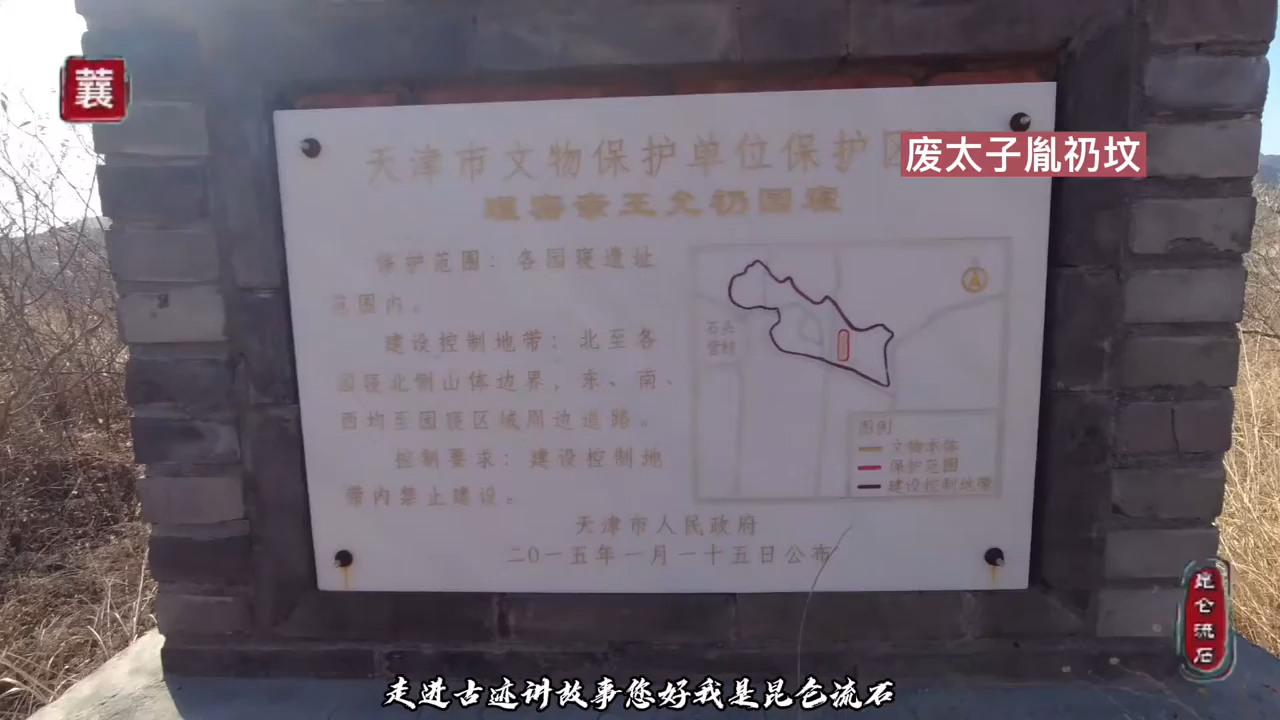 蕽
天津市文物保护单位保护区
废太子胤礽坟
理密亲王允礽园寝
保护范围：各园寝遗址
范围内。
建设控制地带：北至各
园寝北侧山体边界，东、南、
西均至园寝区域周边道路。
控制要求：建设控制地
带内禁止建设。
石头
营村
图例
文物本体
保护范围
建设控制地带
天津市人民政府
二〇一五年一月一十五日公布
昆仑流石
走进古迹讲故事您好我是昆仑流石